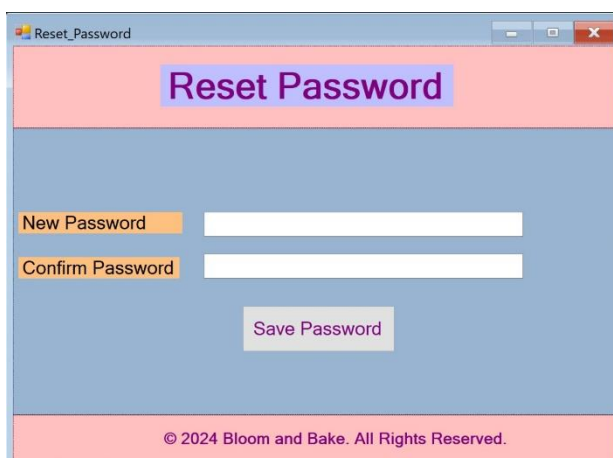 Reset_Password
Reset Password
New Password
Confirm Password
Save Password
© 2024 Bloom and Bake. All Rights Reserved.